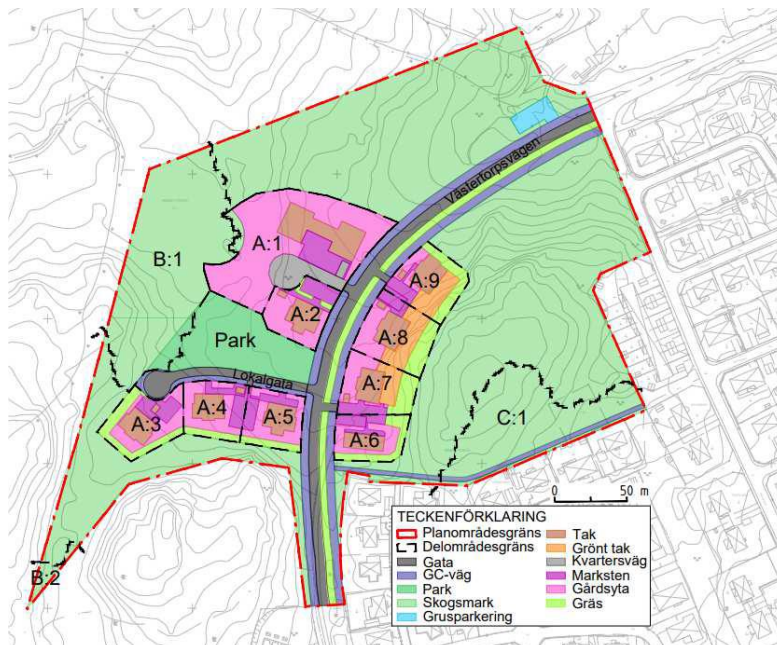 Västertorpsvägen
B:1
A:1
A:9
A:2
A:8
Park
Lokalgata
A:7
A:3
A:4
A:5
A:6
C:1
0 50 m
B:2
TECKENFÖRKLARING
Planområdesgräns
Delområdesgräns
Gata
GC-väg
Park
Skogsmark
Grusparkering
Tak
Grönt tak
Kvartersväg
Marksten
Gårdsyta
Gräs